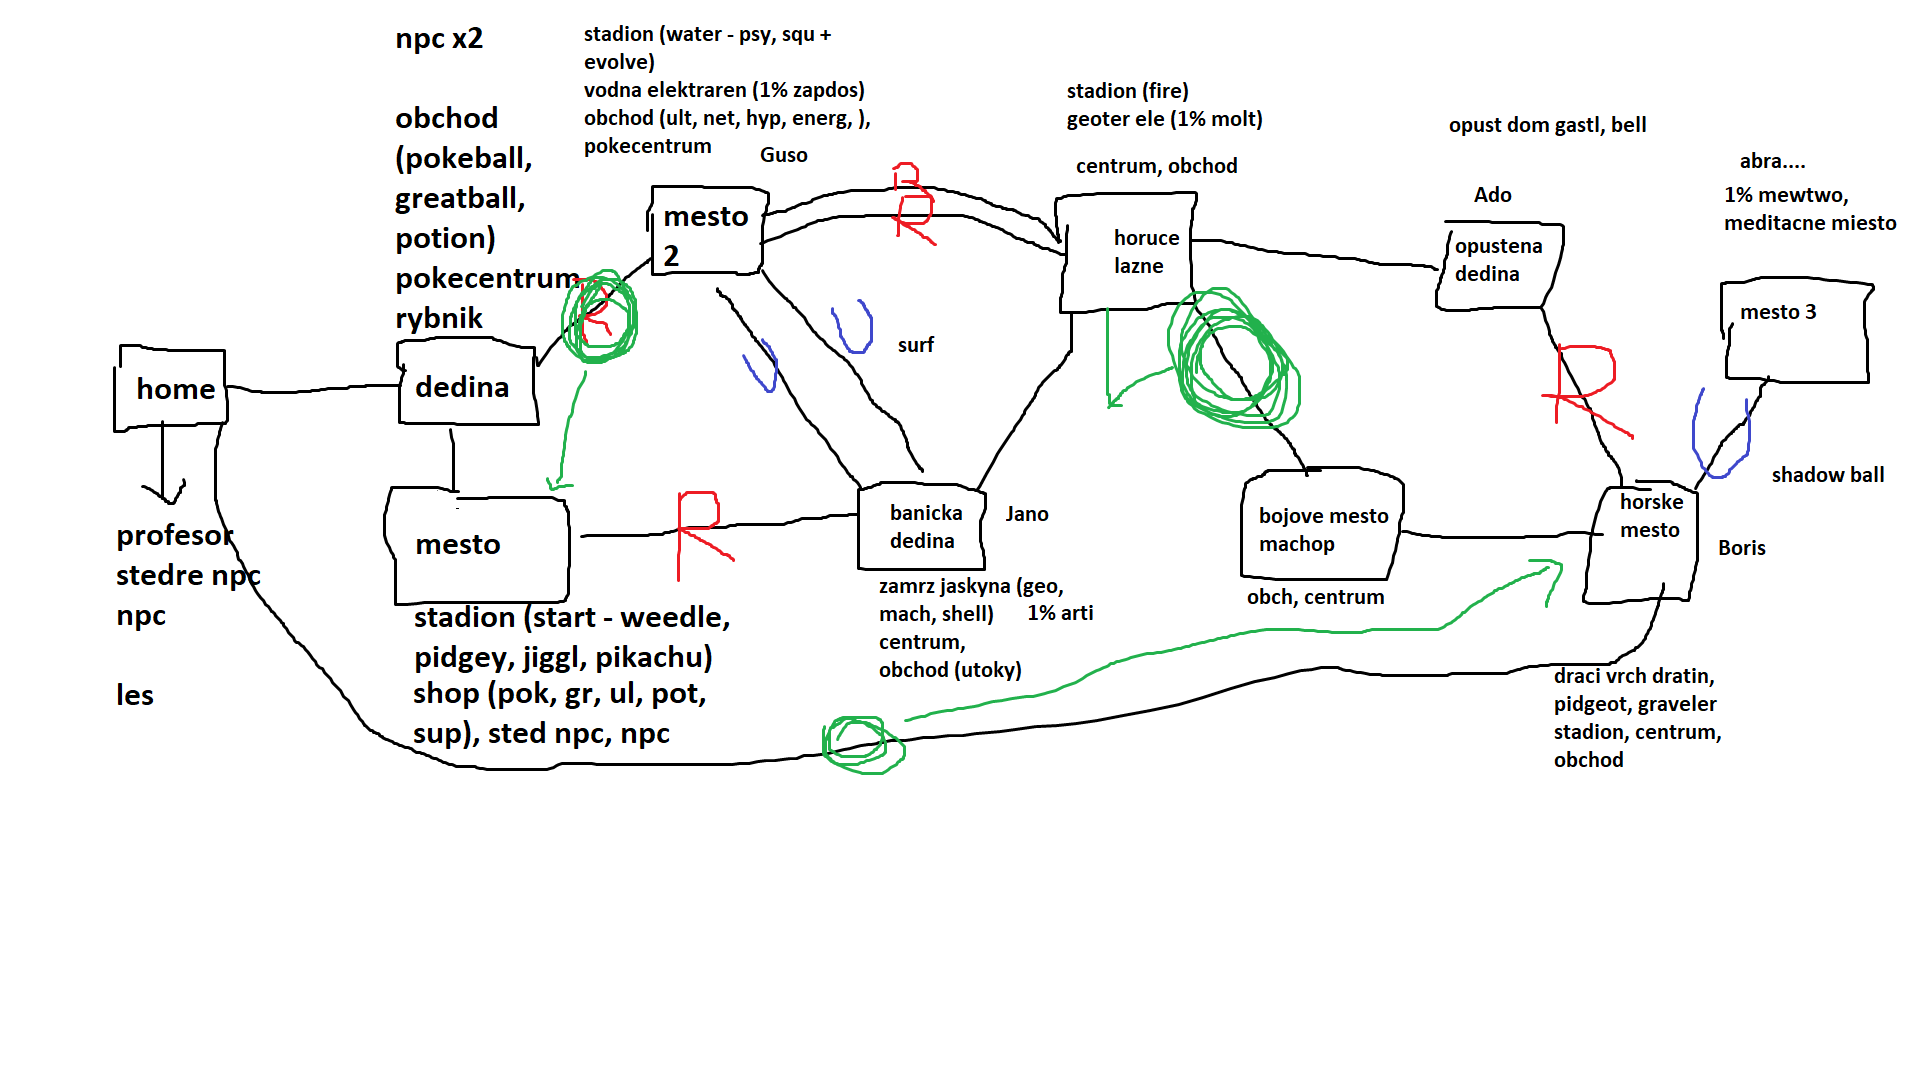 npc x2
obchod
(pokeball,
greatball,
potion)
pokecentrum
rybnik
stadion (water - psy, squ +
evolve)
vodna elektraren (1% zapdos)
obchod (ult, net, hyp, energ, ),
pokecentrum
Guso
stadion (fire)
geoter ele (1% molt)
centrum, obchod
opust dom gastl, bell
Ado
abra....
1% mewtwo,
meditacne miesto
mesto
2
R
R
horuce
lazne
opustena
dedina
mesto 3
R
U
U
surf
R
U
home
dedina
shadow ball
mesto
R
banicka
dedina
Jano
bojove mesto
machop
horske
mesto
Boris
profesor
stedre npc
npc
les
stadion (start - weedle,
pidgey, jiggl, pikachu)
shop (pok, gr, ul, pot,
sup), sted npc, npc
zamrz jaskyna (geo,
mach, shell)
1% arti
centrum,
obchod (utoky)
obch, centrum
draci vrch dratin,
pidgeot, graveler
stadion, centrum,
obchod